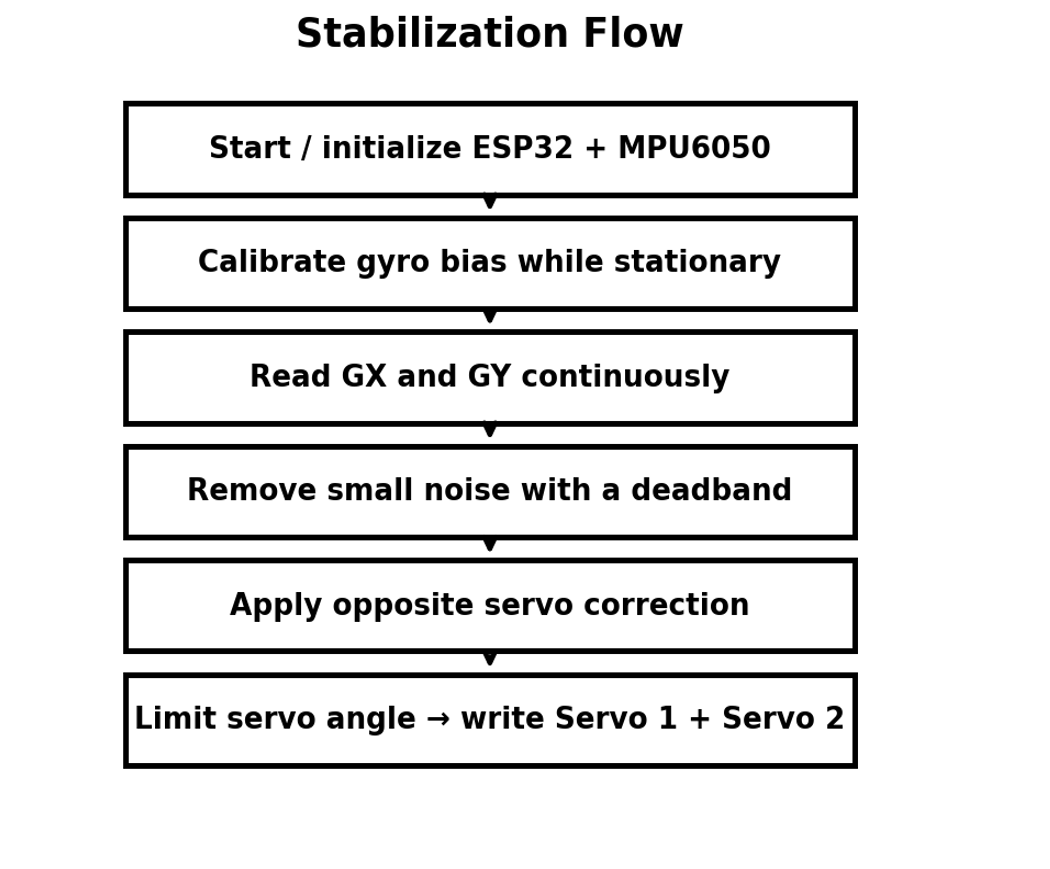 Stabilization Flow
Start / initialize ESP32 + MPU6050
Calibrate gyro bias while stationary
Read GX and GY continuously
Remove small noise with a deadband
Apply opposite servo correction
Limit servo angle → write Servo 1 + Servo 2